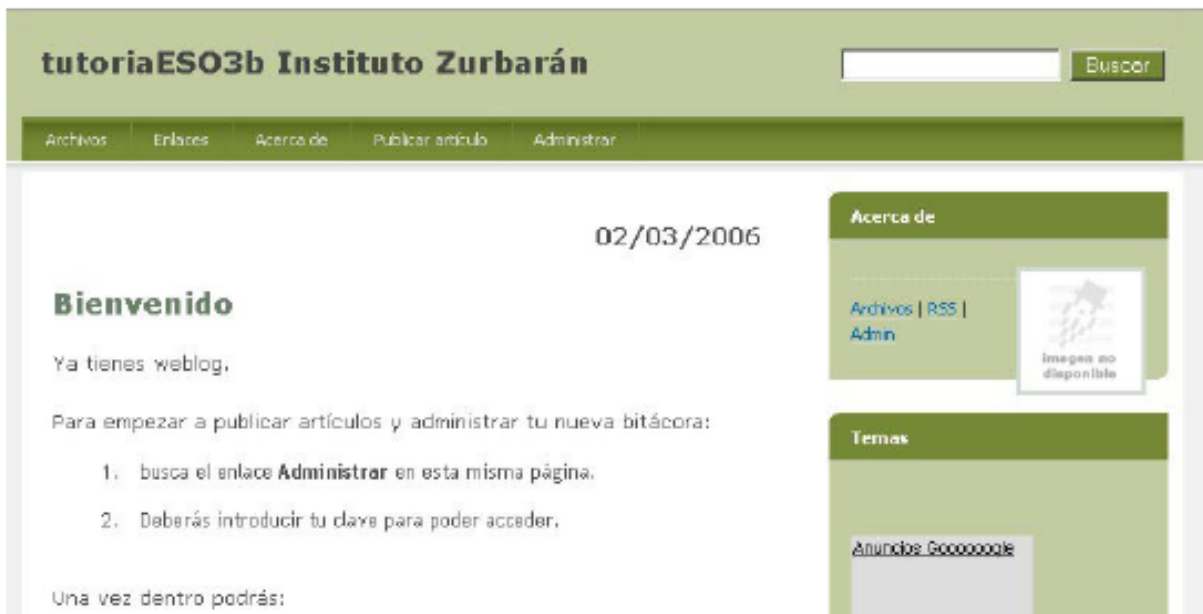 tutoriaESO3b Instituto Zurbarán
Buscar
Archivos Enlaces Acerca de Publicar artículo Administrar
02/03/2006
Bienvenido
Ya tienes weblog.
Para empezar a publicar artículos y administrar tu nueva bitácora:
1. busca el enlace Administrar en esta misma página.
2. Deberás introducir tu clave para poder acceder.
Una vez dentro podrás:
Acerca de
Archivos | RSS |
Admin
imagen no
disponible
Temas
Anuncios Goooooogle